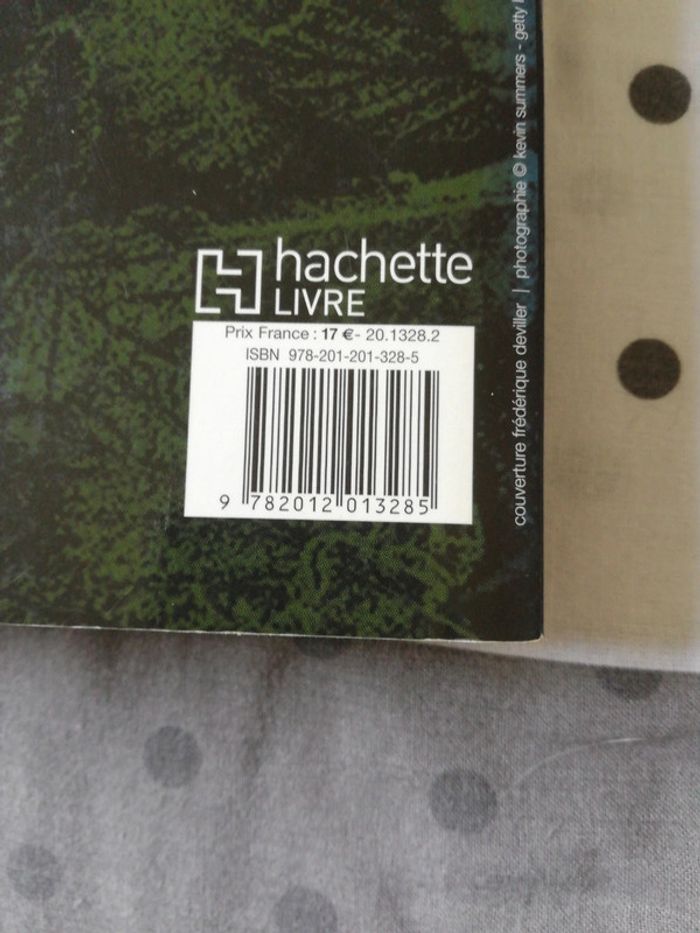 hachette
LIVRE
Prix France : 17 €- 20.1328.2
ISBN 978-201-201-328-5
9 782012 013285
couverture frédérique deviller | photographie © kevin summers - getty